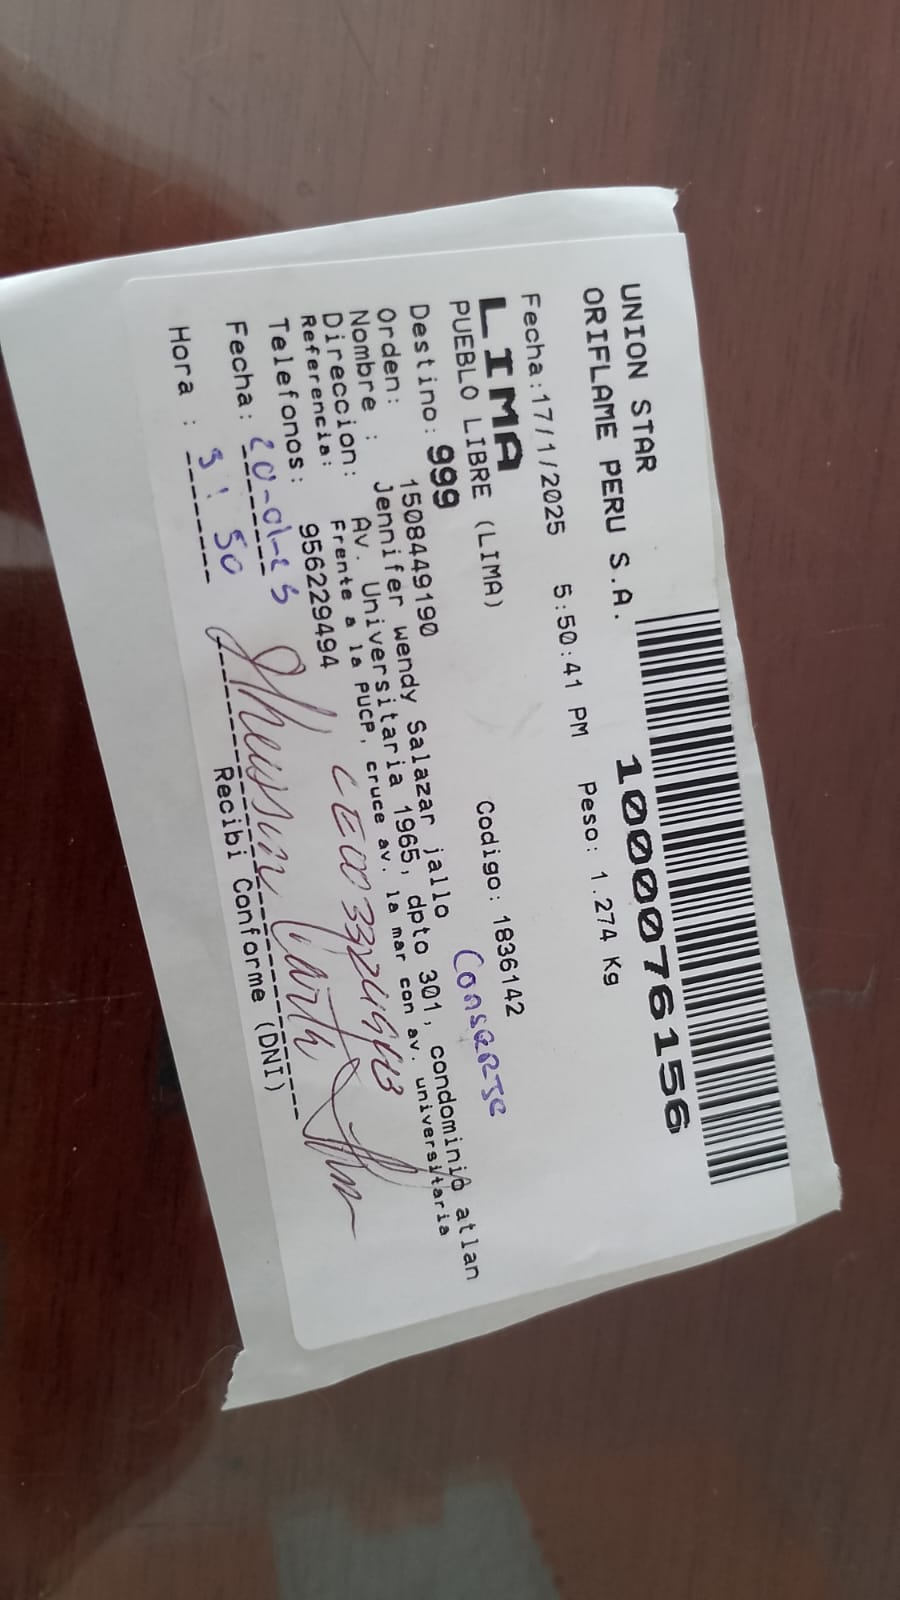 UNION STAR
ORIFLAME PERU S.A.
1000076156
Fecha:17/1/2025 5:50:41 PM Peso: 1.274 Kg
LIMA
PUEBLO LIBRE (LIMA) Codigo: 1836142
Destino: 999 Conserje
Orden: 1508449190
Nombre : Jennifer wendy Salazar jallo
Direccion: Av. Universitaria 1965, dpto 301, condominio atlan
Referencia: Frente a la PUCP, cruce av. la mar con av. universitaria
Telefonos: 956229494
Fecha: 20-01-25
Hora : 3:50
Recibi Conforme (DNI)